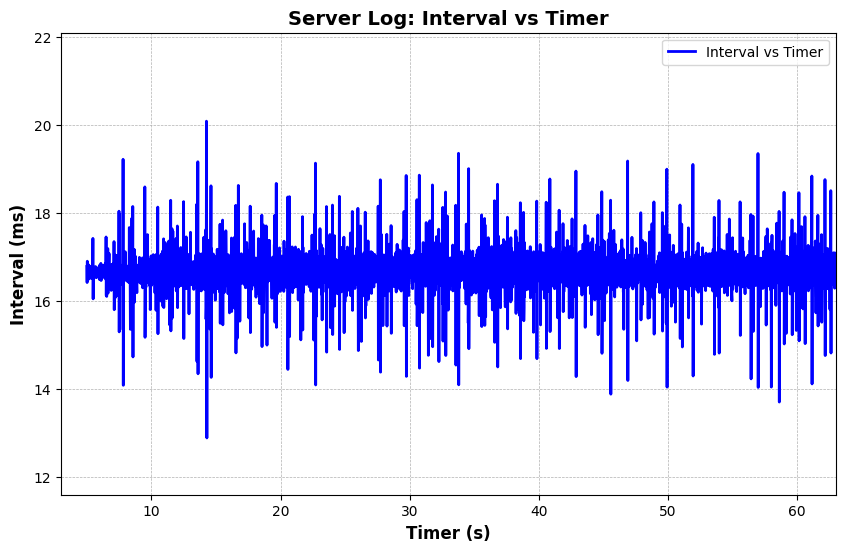 Server Log: Interval vs Timer
Interval vs Timer
22
20
18
16
14
12
Interval (ms)
10 20 30 40 50 60
Timer (s)